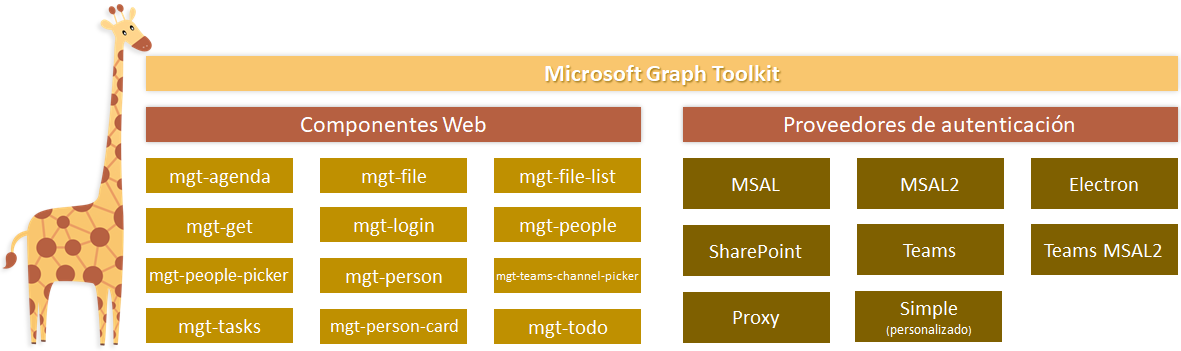 Microsoft Graph Toolkit
Componentes Web
mgt-agenda
mgt-file
mgt-file-list
mgt-get
mgt-login
mgt-people
mgt-people-picker
mgt-person
mgt-teams-channel-picker
mgt-tasks
mgt-person-card
mgt-todo
Proveedores de autenticación
MSAL
MSAL2
Electron
SharePoint
Teams
Teams MSAL2
Proxy
Simple
(personalizado)